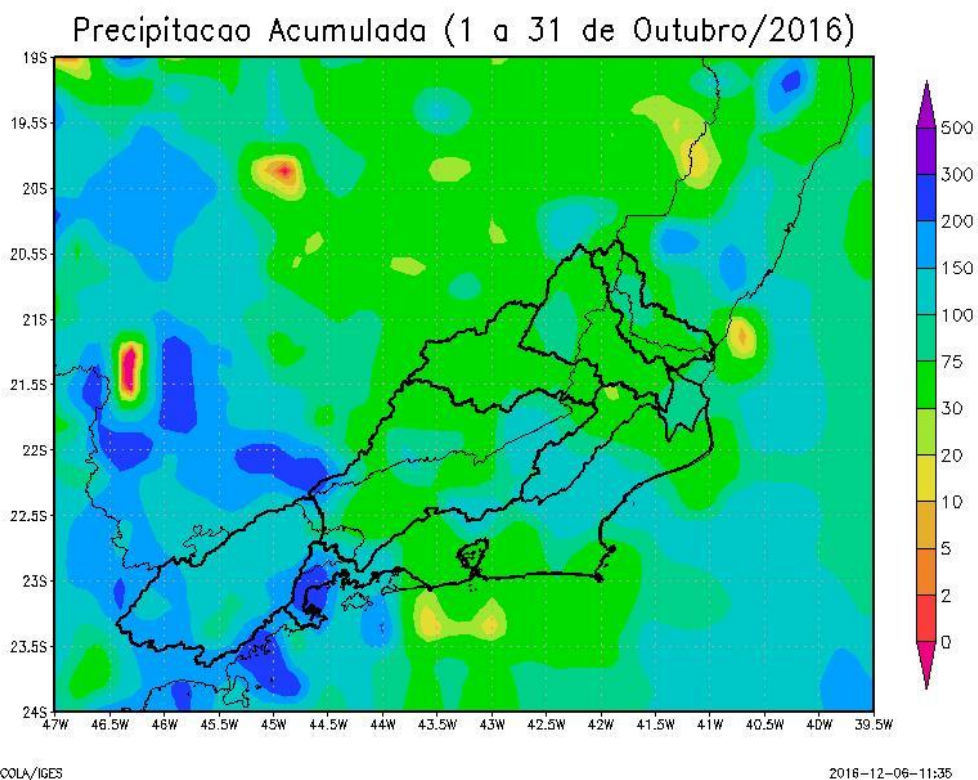 Precipitacao Acumulada (1 a 31 de Outubro/2016)
19S
19.5S
20S
20.5S
21S
21.5S
22S
22.5S
23S
23.5S
24S
47W 46.5W 46W 45.5W 45W 44.5W 44W 43.5W 43W 42.5W 42W 41.5W 41W 40.5W 40W 39.5W
500
300
200
150
100
75
30
20
10
5
2
0
COLA/IGES 2016-12-06-11:35